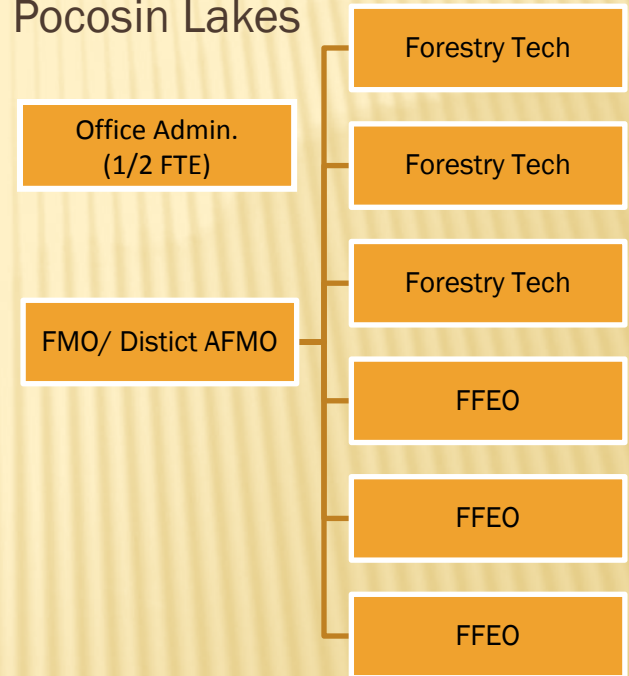 Pocosin Lakes
Office Admin.
(1/2 FTE)
FMO/ Distict AFMO
Forestry Tech
Forestry Tech
Forestry Tech
FFEO
FFEO
FFEO